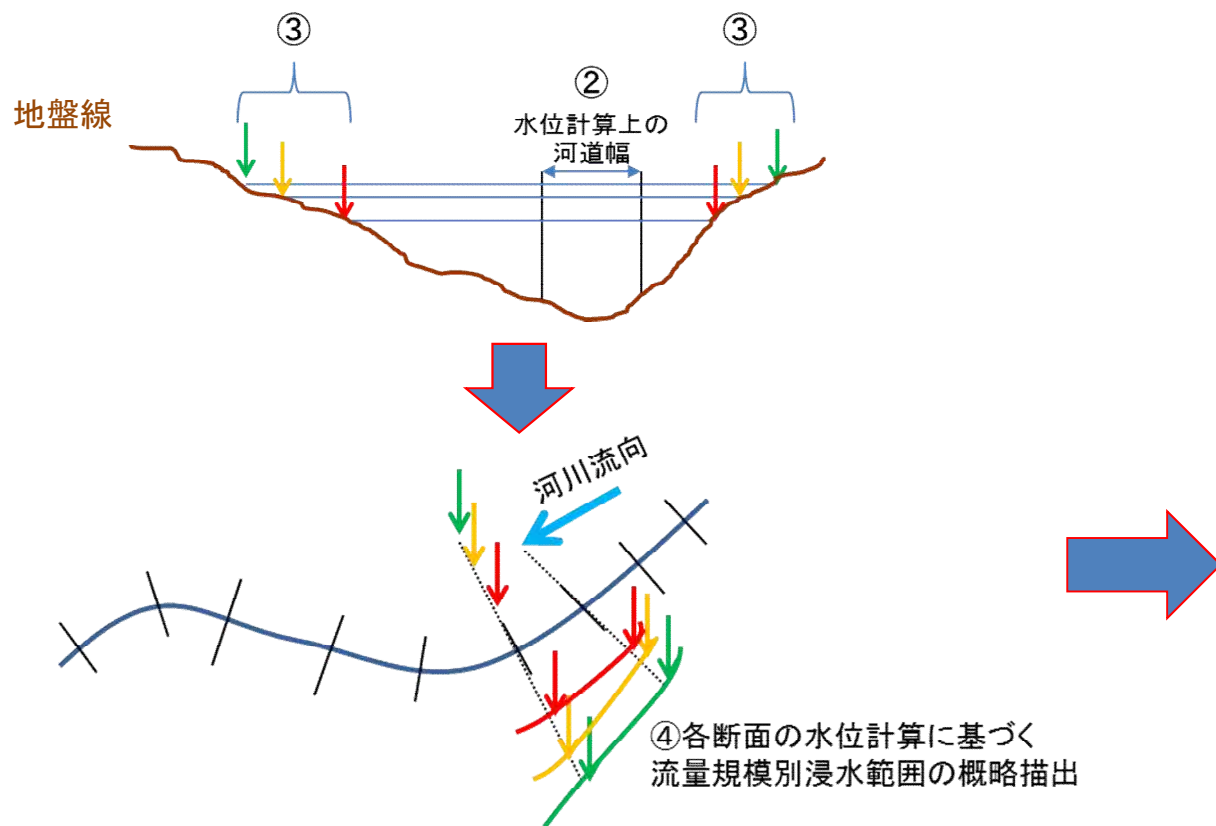 ③
③
②
地盤線
水位計算上の
河道幅
河川流向
④各断面の水位計算に基づく
流量規模別浸水範囲の概略描出